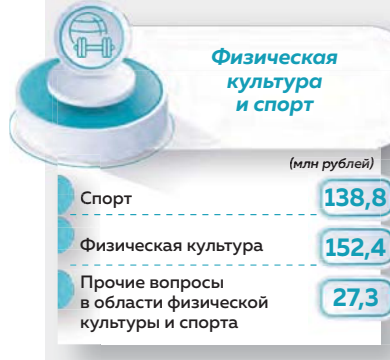 Физическая
культура
и спорт
(млн рублей)
Спорт 138,8
Физическая культура 152,4
Прочие вопросы
в области физической 27,3
культуры и спорта